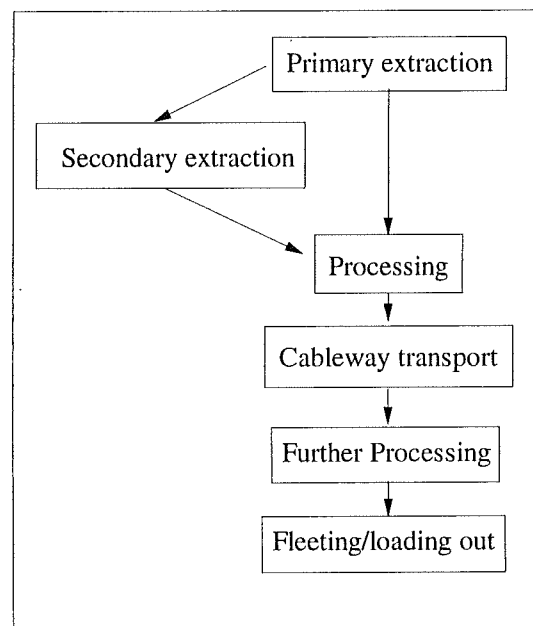 Primary extraction
Secondary extraction
Processing
Cableway transport
Further Processing
Fleeting/loading out